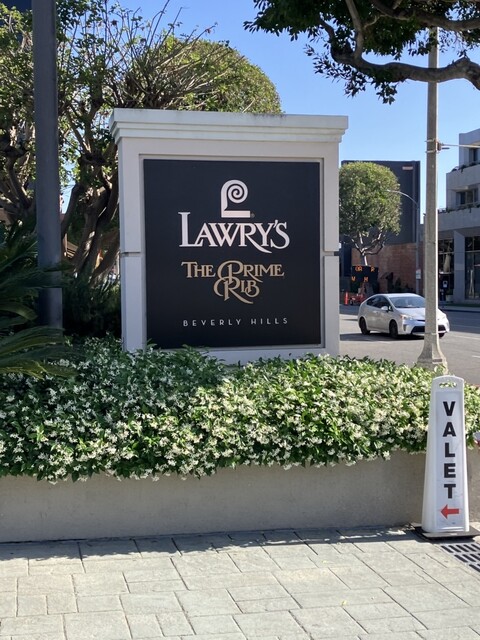 LAWRY'S
THE PRIME
RIB
BEVERLY HILLS
VALET